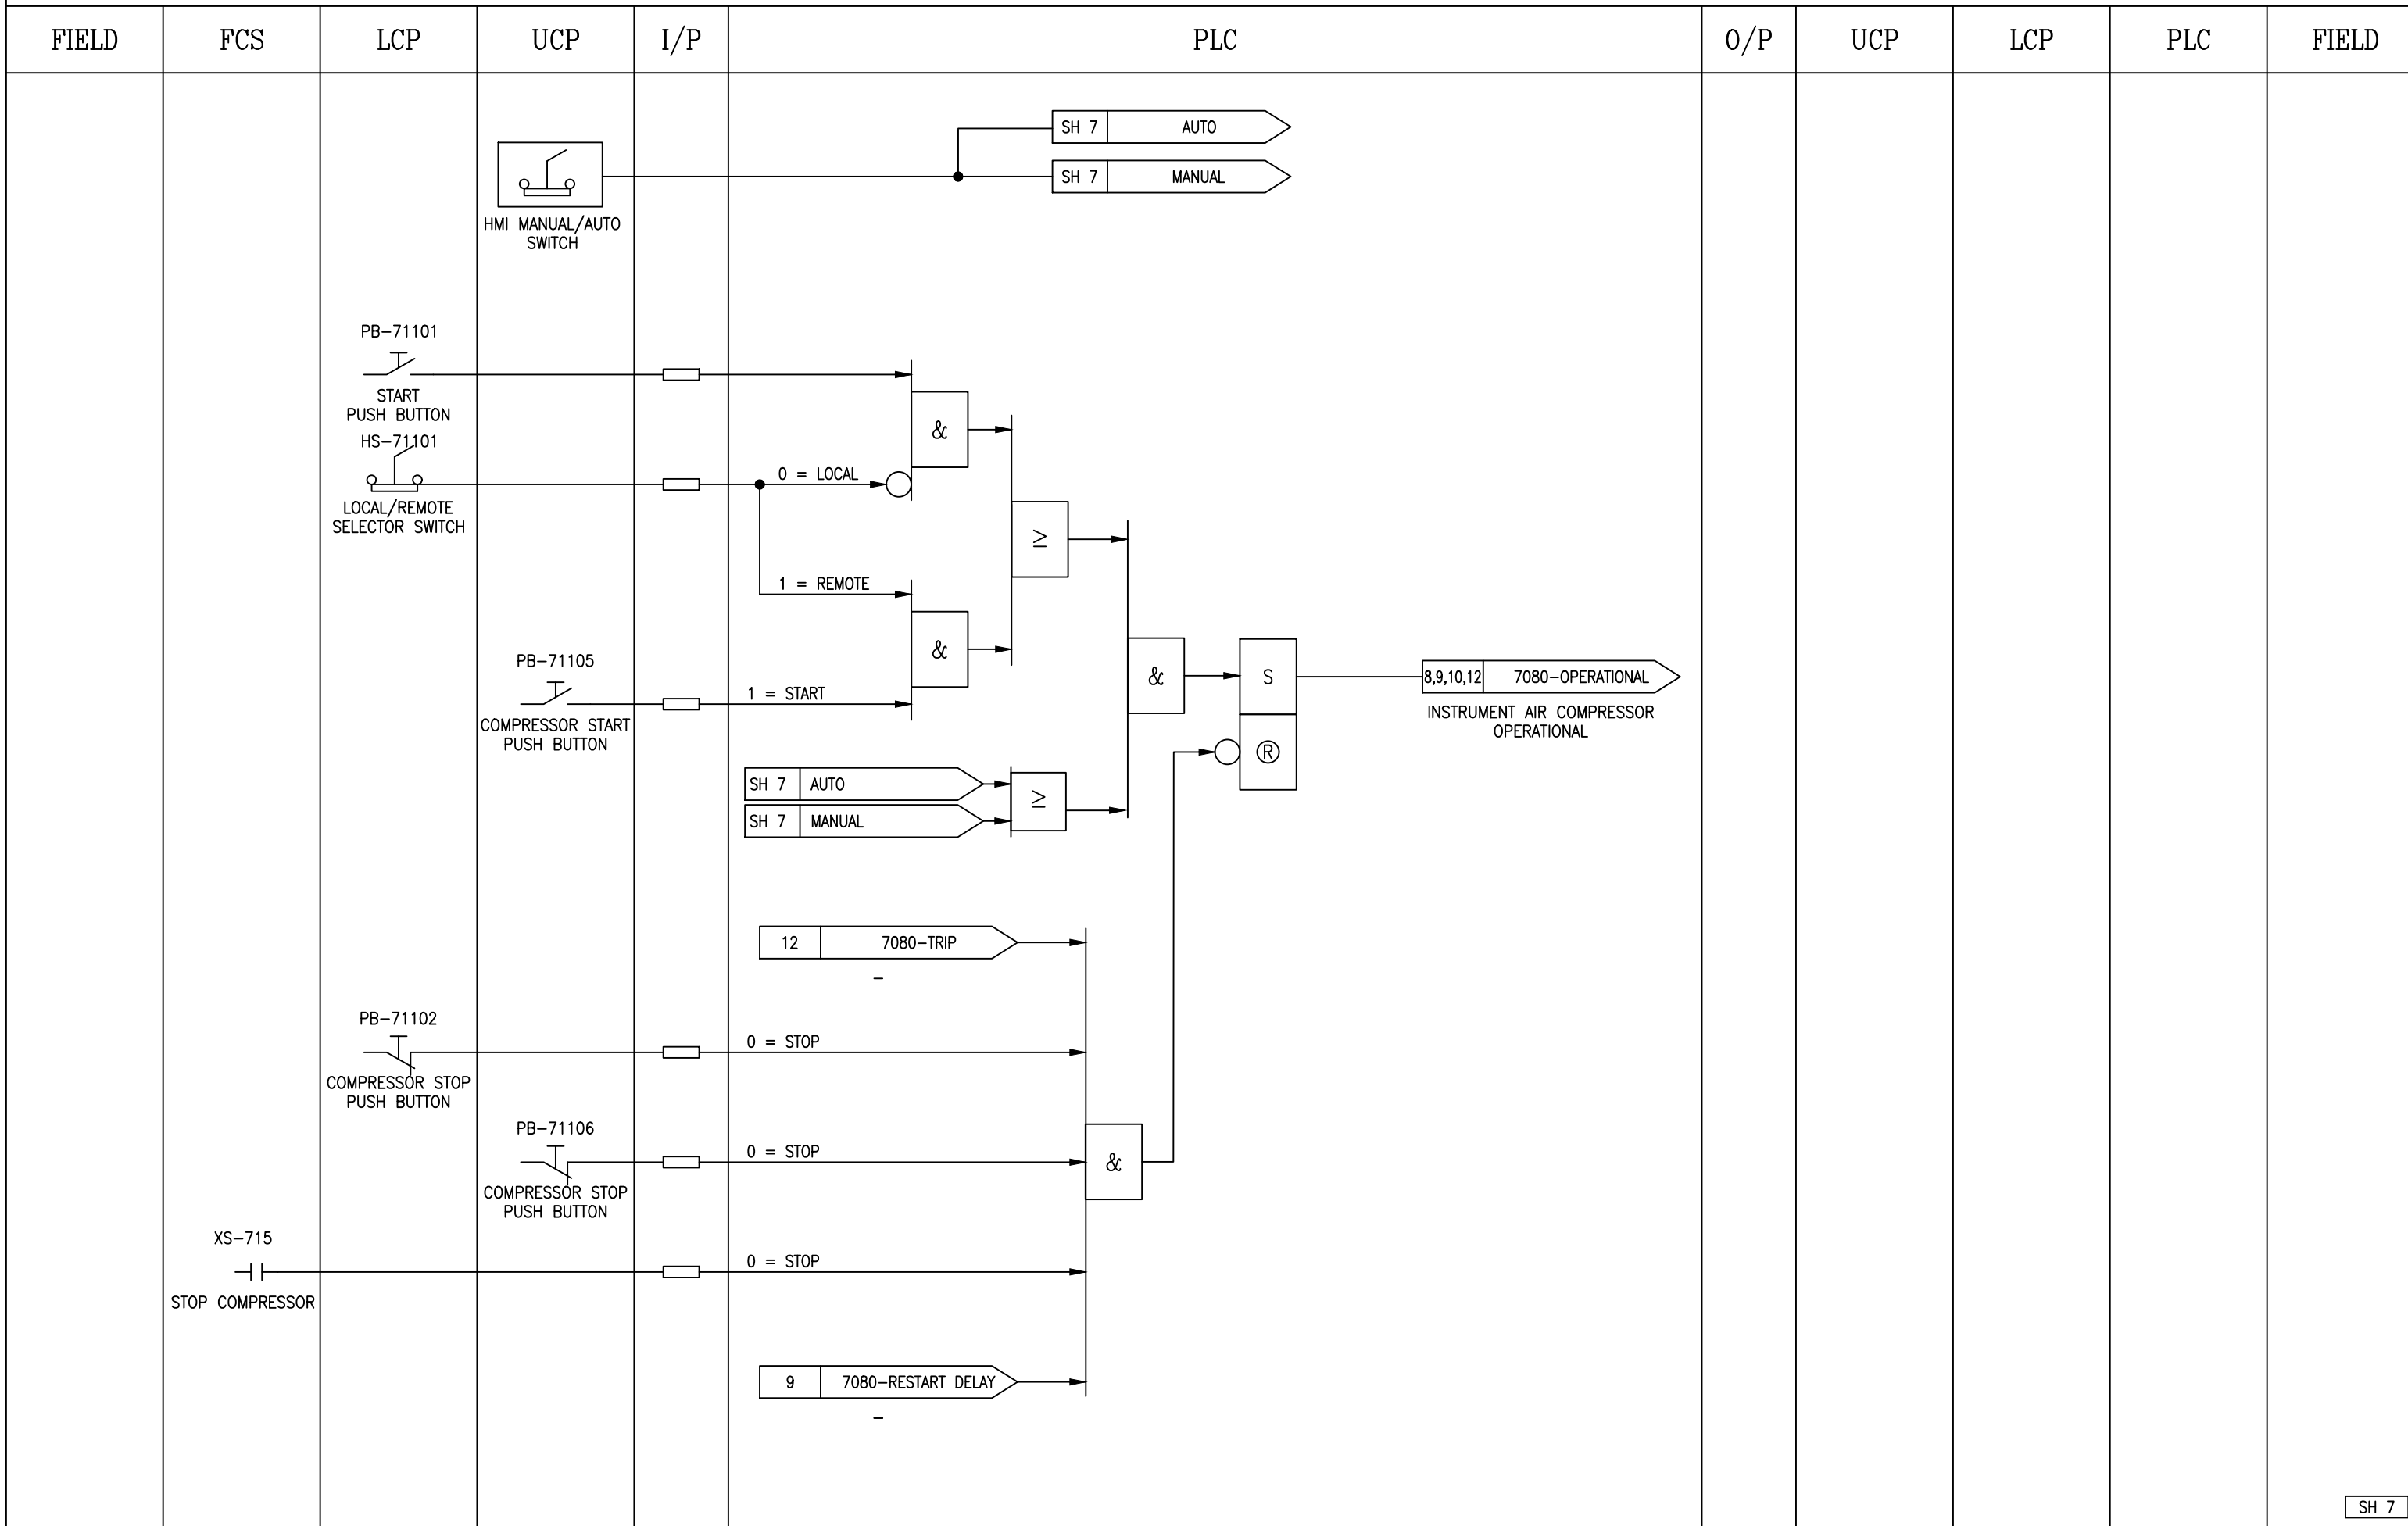 FIELD FCS LCP UCP I/P PLC O/P UCP LCP PLC FIELD
SH 7 AUTO
SH 7 MANUAL
HMI MANUAL/AUTO
SWITCH
PB-71101
START
PUSH BUTTON
HS-71101
0 = LOCAL
LOCAL/REMOTE
SELECTOR SWITCH
&
≥
1 = REMOTE
&
PB-71105
1 = START
COMPRESSOR START
PUSH BUTTON
&
S
8,9,10,12 7080-OPERATIONAL
INSTRUMENT AIR COMPRESSOR
OPERATIONAL
R
SH 7 AUTO
SH 7 MANUAL
≥
12 7080-TRIP
-
PB-71102
0 = STOP
COMPRESSOR STOP
PUSH BUTTON
PB-71106
0 = STOP
&
COMPRESSOR STOP
PUSH BUTTON
XS-715
0 = STOP
STOP COMPRESSOR
9 7080-RESTART DELAY
-
SH 7